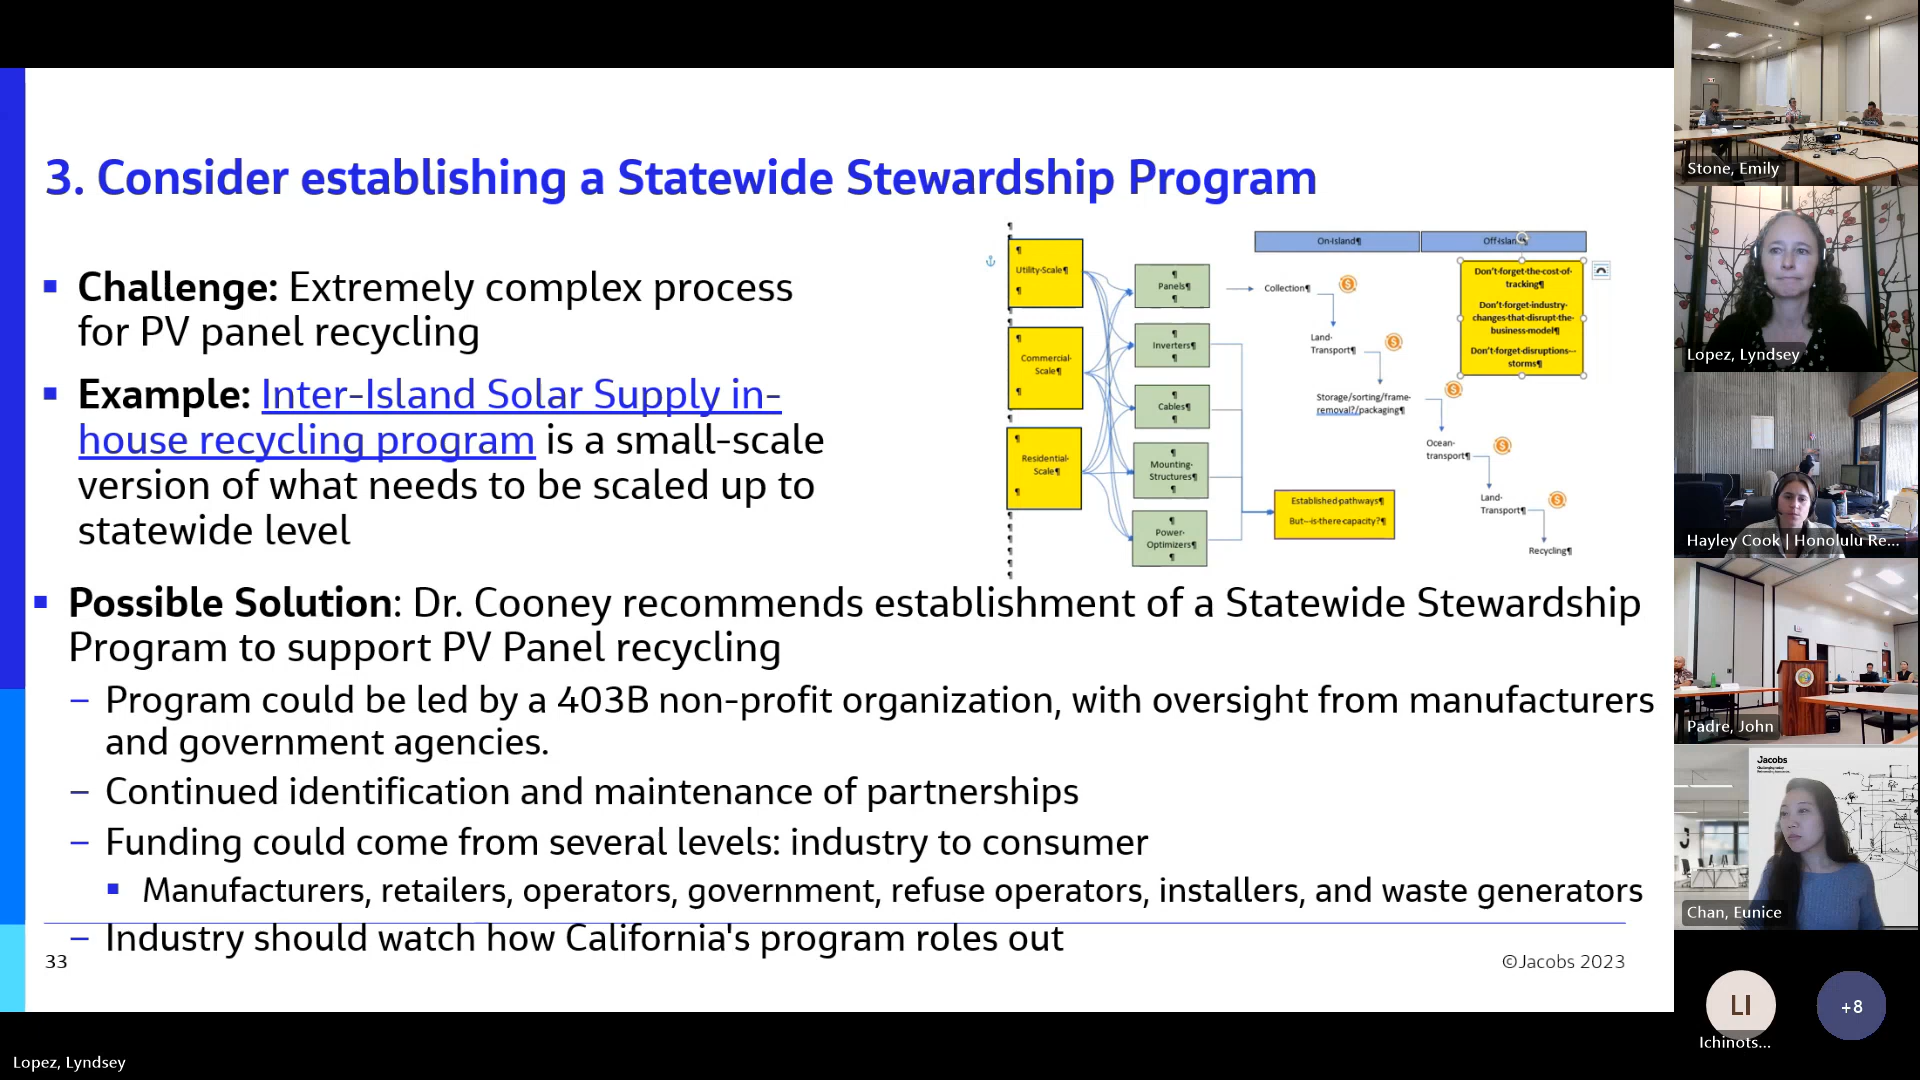 3. Consider establishing a Statewide Stewardship Program
▪ Challenge: Extremely complex process
for PV panel recycling
▪ Example: Inter-Island Solar Supply in-
house recycling program is a small-scale
version of what needs to be scaled up to
statewide level
Utility-Scale¶
Commercial-
Scale¶
Residential-
Scale¶
Panels¶
Inverters¶
Cables¶
Mounting-
Structures¶
Power-
Optimizers¶
On-Island¶
Off-Island¶
Collection¶
Land-
Transport¶
Storage/sorting/frame-
removal?/packaging¶
Ocean-
transport¶
Land-
Transport¶
Recycling¶
Don't·forget·the·cost·of·
tracking¶
Don't·forget·industry·
changes·that·disrupt·the·
business·model¶
Don't·forget·disruptions·–·
storms¶
Established·pathways¶
But·–·is·there·capacity?¶
▪ Possible Solution: Dr. Cooney recommends establishment of a Statewide Stewardship
Program to support PV Panel recycling
– Program could be led by a 403B non-profit organization, with oversight from manufacturers
and government agencies.
– Continued identification and maintenance of partnerships
– Funding could come from several levels: industry to consumer
▪ Manufacturers, retailers, operators, government, refuse operators, installers, and waste generators
– Industry should watch how California's program roles out
33
©Jacobs 2023
Stone, Emily
Lopez, Lyndsey
Hayley Cook | Honolulu Re...
Padre, John
Jacobs
Chan, Eunice
LI
Ichinots...
+8
Lopez, Lyndsey